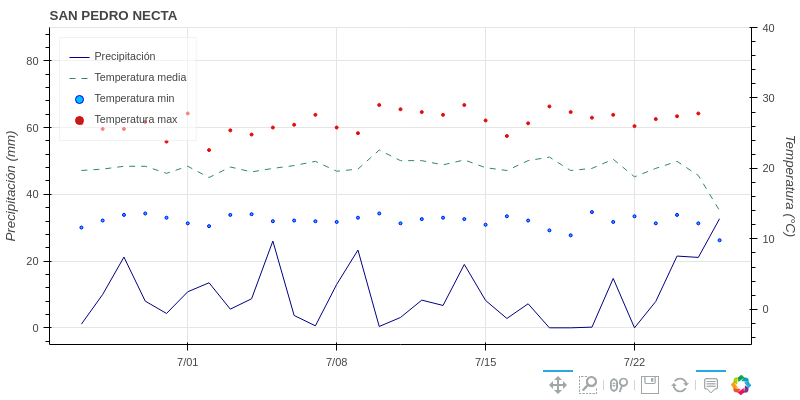 SAN PEDRO NECTA
Precipitación
Temperatura media
Temperatura min
Temperatura max
Precipitación (mm)
80
60
40
20
0
40
30
20
10
0
Temperatura (°C)
7/01
7/08
7/15
7/22